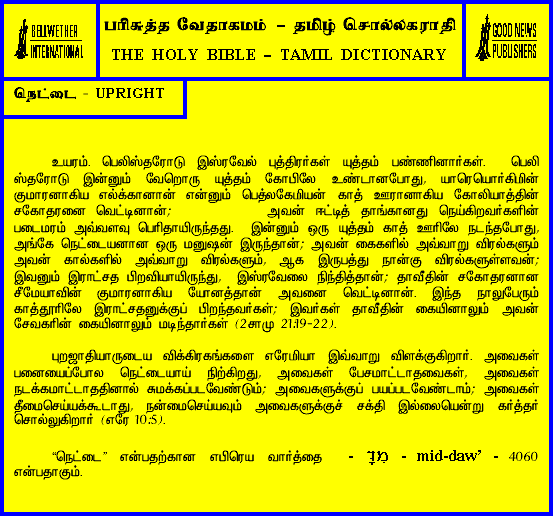 BELLWETHER
INTERNATIONAL
பரிசுத்த வேதாகமம் – தமிழ் சொல்லகராதி
THE HOLY BIBLE – TAMIL DICTIONARY
GOOD NEWS
PUBLISHERS
நெட்டை - UPRIGHT
உயரம். பெலிஸ்தரோடு இஸ்ரவேல் புத்திரர்கள் யுத்தம் பண்ணினார்கள். பெலி
ஸ்தரோடு இன்னும் வேறொரு யுத்தம் கோபிலே உண்டானபோது, யாரெயொர்கிமின்
குமாரனாகிய எல்க்கானான் என்னும் பெத்லகேமியன் காத் ஊரானாகிய கோலியாத்தின்
சகோதரனை வெட்டினான்; அவன் ஈட்டித் தாங்கானது நெய்கிறவர்களின்
படைமரம் அவ்வளவு பெரிதாயிருந்தது. இன்னும் ஒரு யுத்தம் காத் ஊரிலே நடந்தபோது,
அங்கே நெட்டையனான ஒரு மனுஷன் இருந்தான்; அவன் கைகளில் அவ்வாறு விரல்களும்
அவன் கால்களில் அவ்வாறு விரல்களும், ஆக இருபத்து நான்கு விரல்களுள்ளவன்;
இவனும் இராட்சத பிறவியாயிருந்து, இஸ்ரவேலை நிந்தித்தான்; தாவீதின் சகோதரனான
சீமேயாவின் குமாரனாகிய யோனத்தான் அவனை வெட்டினான். இந்த நாலுபேரும்
காத்தூரிலே இராட்சதனுக்குப் பிறந்தவர்கள்; இவர்கள் தாவீதின் கையினாலும் அவன்
சேவகரின் கையினாலும் மடிந்தார்கள் (2சாமு 21:19-22).
புறஜாதியாருடைய விக்கிரகங்களை எரேமியா இவ்வாறு விளக்குகிறார். அவைகள்
பனையைப்போல நெட்டையாய் நிற்கிறது, அவைகள் பேசமாட்டாதவைகள், அவைகள்
நடக்கமாட்டாததினால் சுமக்கப்படவேண்டும்; அவைகளுக்குப் பயப்படவேண்டாம்; அவைகள்
தீமைசெய்யக்கூடாது, நன்மைசெய்யவும் அவைகளுக்குச் சக்தி இல்லையென்று கர்த்தர்
சொல்லுகிறார் (எரே 10:5).
“நெட்டை” என்பதற்கான எபிரெய வார்த்தை - מִדָּ - mid-daw’ - 4060
என்பதாகும்.